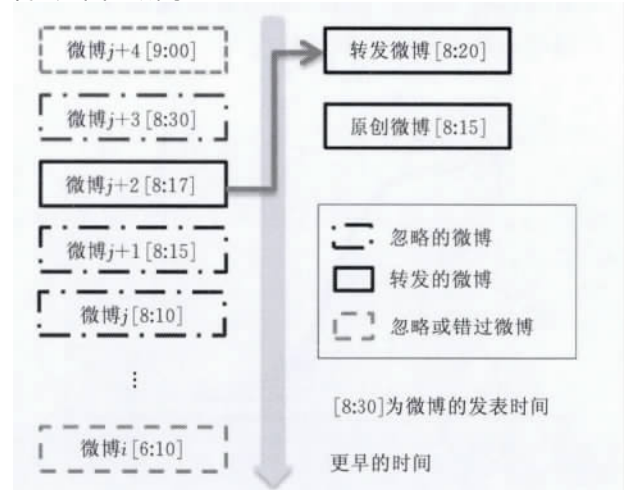 微博j+4[9:00]
微博j+3[8:30]
微博j+2[8:17]
微博j+1[8:15]
微博j[8:10]
⋮
微博i[6:10]
转发微博[8:20]
原创微博[8:15]
忽略的微博
转发的微博
忽略或错过微博
[8:30]为微博的发表时间
更早的时间